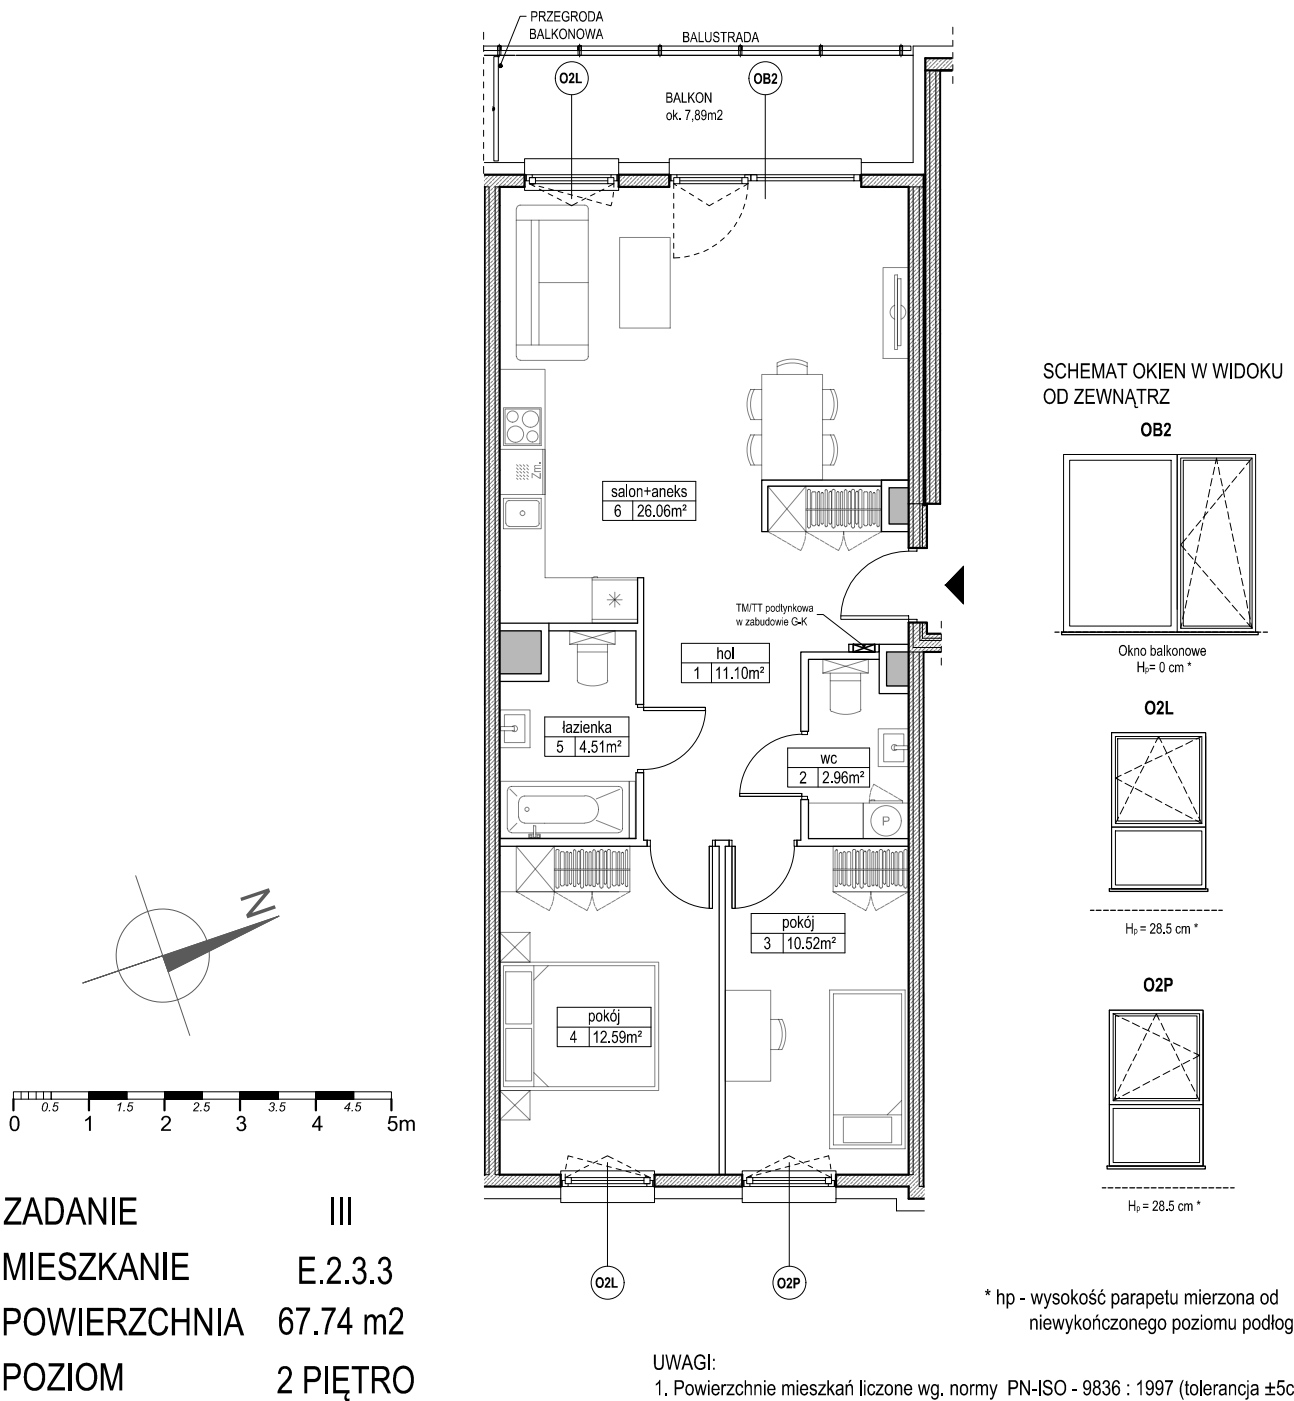 PRZEGRODA
BALKONOWA
BALUSTRADA
O2L
OB2
BALKON
ok. 7,89m2
SCHEMAT OKIEN W WIDOKU
OD ZEWNĄTRZ
OB2
Zm.
salon+aneks
6 26.06m²
TM/TT podtynkowa
w zabudowie G-K
hol
1 11.10m²
Okno balkonowe
Hp= 0 cm *
O2L
łazienka
5 4.51m²
wc
2 2.96m²
P
N
pokój
3 10.52m²
Hp = 28.5 cm *
O2P
pokój
4 12.59m²
0 0.5 1 1.5 2 2.5 3 3.5 4 4.5 5m
Hp = 28.5 cm *
O2L
O2P
ZADANIE III
MIESZKANIE E.2.3.3
POWIERZCHNIA 67.74 m2
POZIOM 2 PIĘTRO
* hp - wysokość parapetu mierzona od
niewykończonego poziomu podłog
UWAGI:
1. Powierzchnie mieszkań liczone wg. normy PN-ISO - 9836 : 1997 (tolerancja ±5c